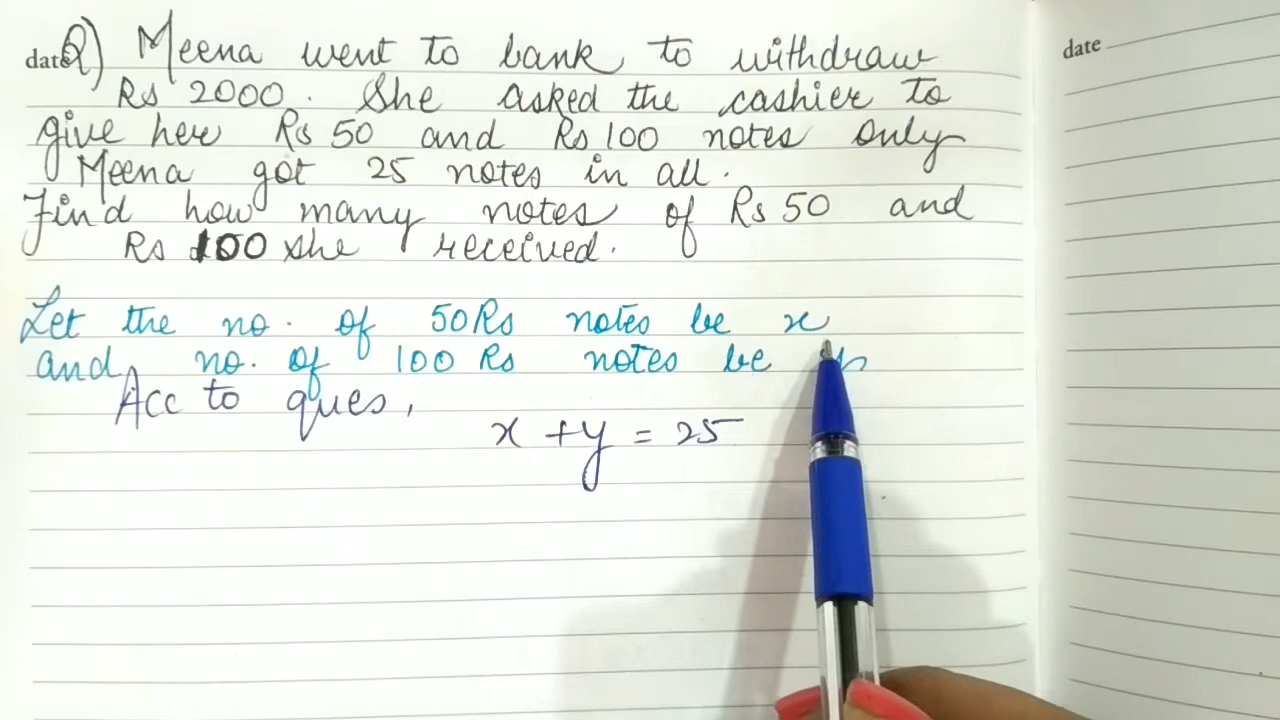 date
Q) Meena went to bank to withdraw
Rs 2000. She asked the cashier to
give her Rs 50 and Rs 100 notes only
Meena got 25 notes in all.
Find how many notes of Rs 50 and
Rs 100 she received.
Let the no. of 50Rs notes be x
and no. of 100 Rs notes be y
Acc to ques,
x + y = 25
date